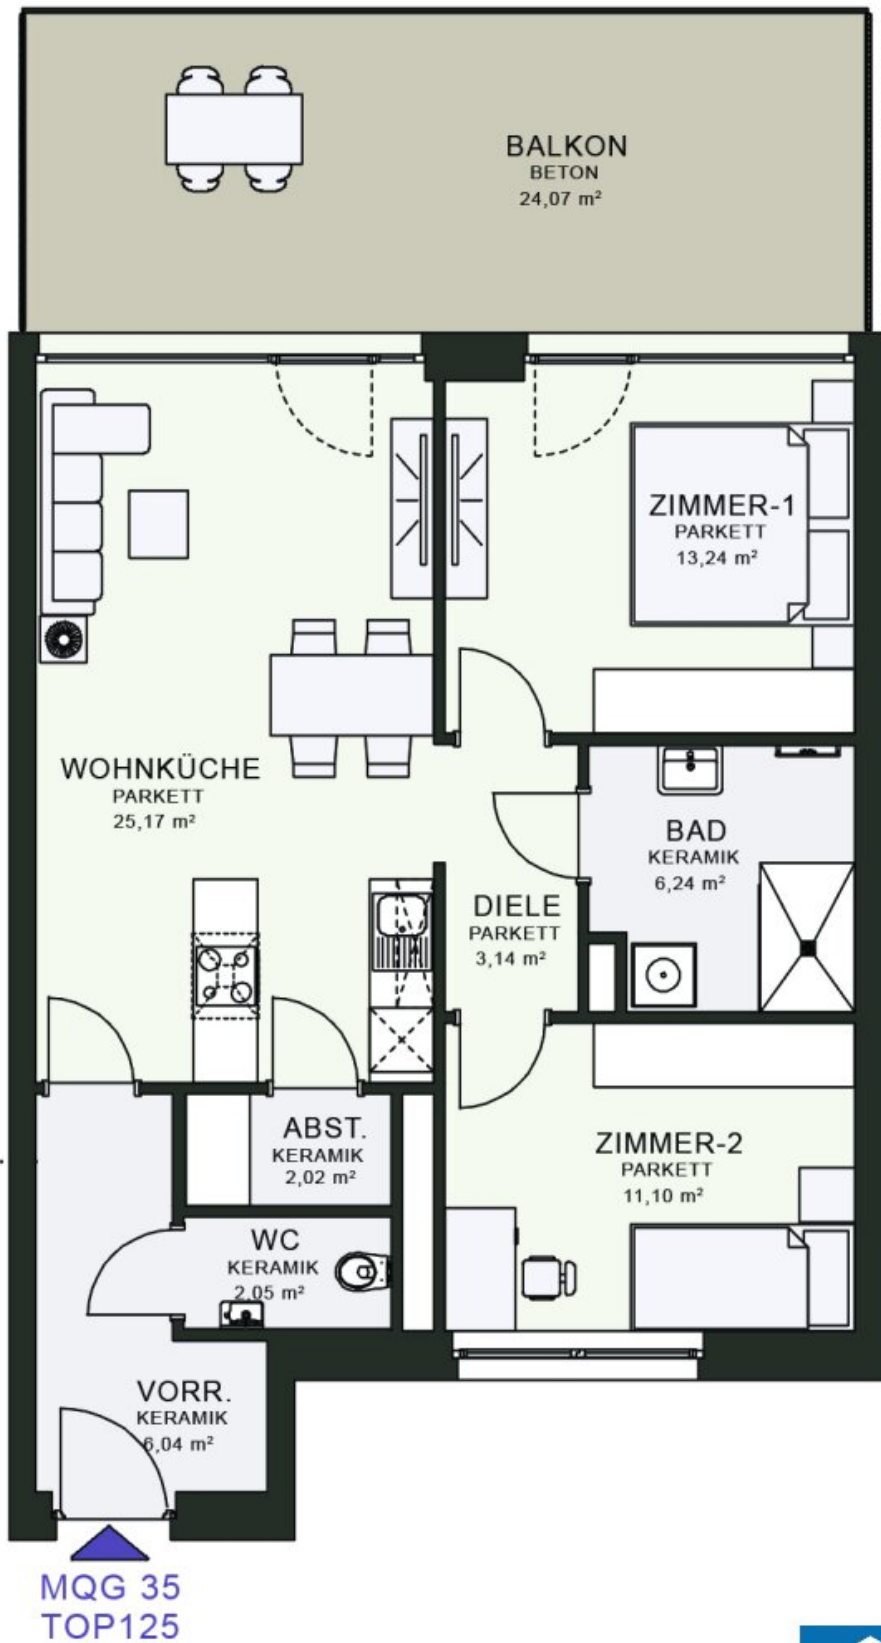 BALKON
BETON
24,07 m²
ZIMMER-1
PARKETT
13,24 m²
WOHNKÜCHE
PARKETT
25,17 m²
BAD
KERAMIK
6,24 m²
DIELE
PARKETT
3,14 m²
ABST.
KERAMIK
2,02 m²
ZIMMER-2
PARKETT
11,10 m²
WC
KERAMIK
2,05 m²
VORR.
KERAMIK
6,04 m²
MQG 35
TOP125